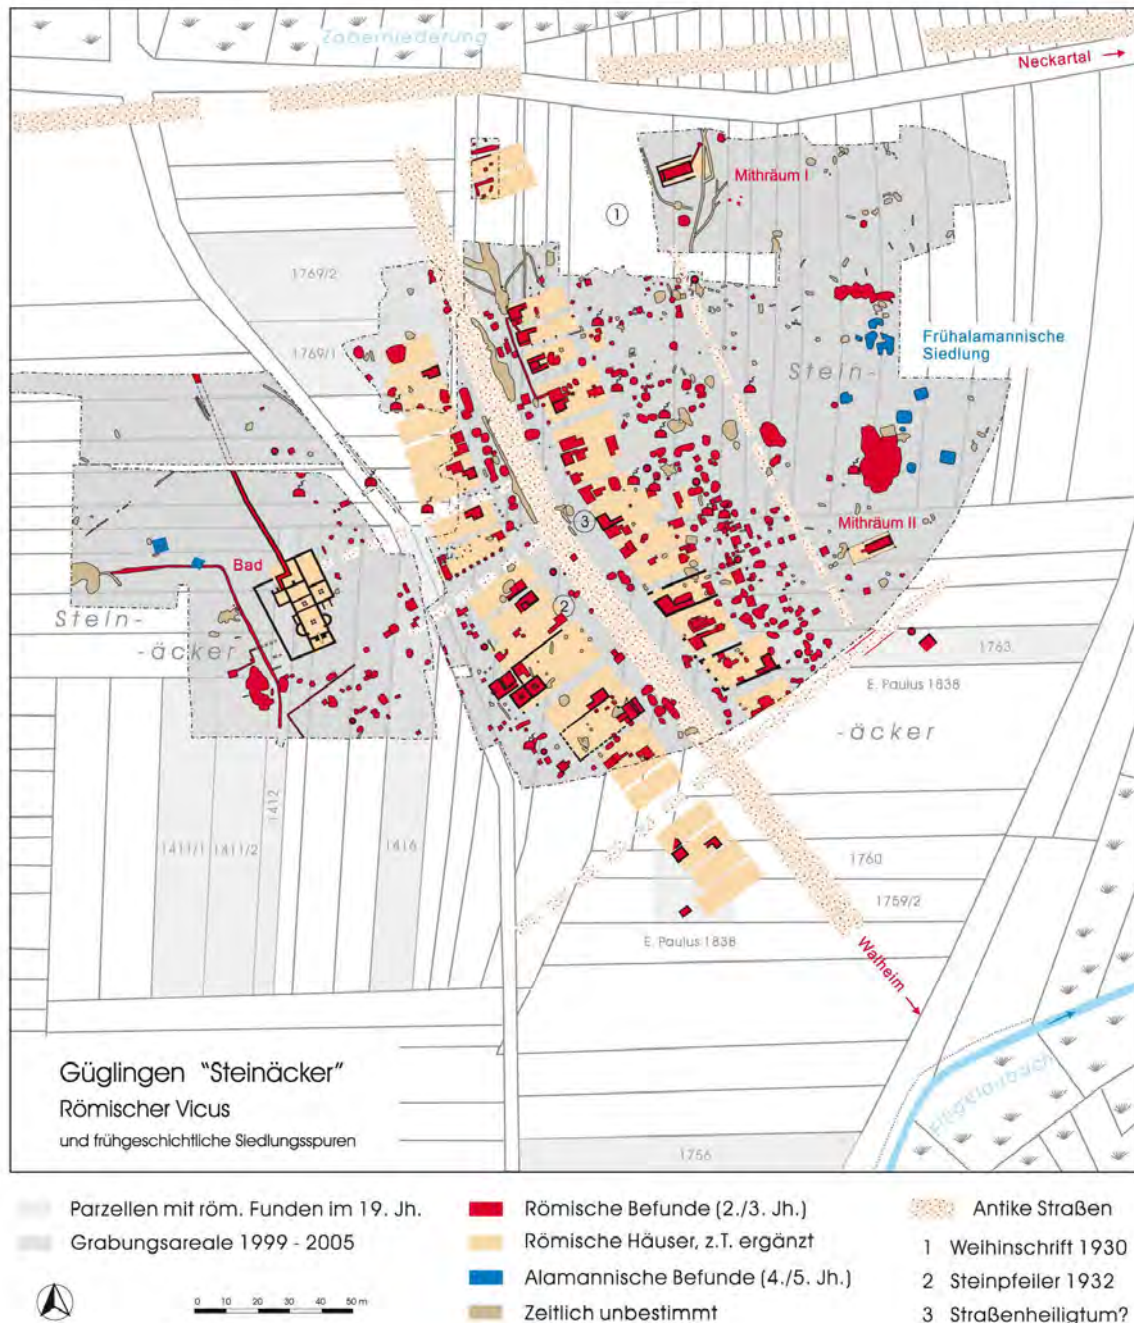 Zaberniederung
Neckartal
Mithräum I
1
1769/2
1769/1
Frühalamannische
Siedlung
Stein-
3
Mithräum II
Bad
2
Stein-
-äcker
1763
E. Paulus 1838
-äcker
1412
1411/1
1411/2
1416
1760
1759/2
E. Paulus 1838
Walheim
1756
Güglingen "Steinäcker"
Römischer Vicus
und frühgeschichtliche Siedlungsspuren
Parzellen mit röm. Funden im 19. Jh.
Grabungsareale 1999 - 2005
0 10 20 30 40 50 m
Römische Befunde (2./3. Jh.)
Römische Häuser, z.T. ergänzt
Alamannische Befunde (4./5. Jh.)
Zeitlich unbestimmt
Antike Straßen
1 Weihinschrift 1930
2 Steinpfeiler 1932
3 Straßenheiligtum?